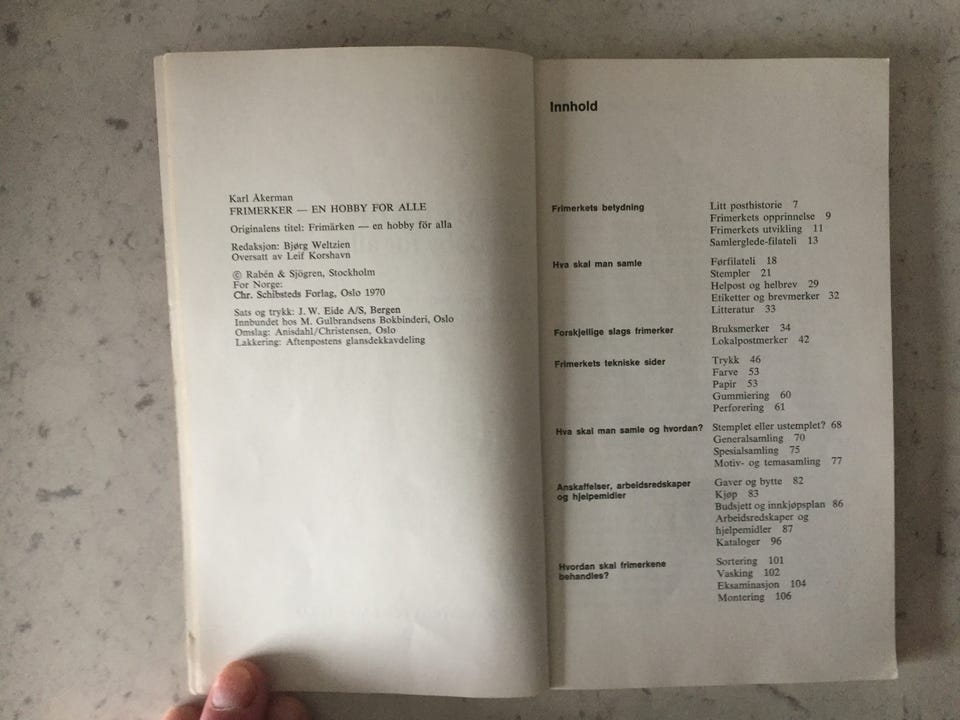 Karl Åkerman
FRIMERKER — EN HOBBY FOR ALLE
Originalens titel: Frimärken — en hobby för alla
Redaksjon: Bjørg Weltzien
Oversatt av Leif Korshavn
© Rabén & Sjögren, Stockholm
For Norge:
Chr. Schibsteds Forlag, Oslo 1970
Sats og trykk: J. W. Eide A/S, Bergen
Innbundet hos M. Gulbrandsens Bokbinderi, Oslo
Omslag: Anisdahl/Christensen, Oslo
Lakkering: Aftenpostens glansdekkavdeling
Innhold
Frimerkets betydning
Litt posthistorie 7
Frimerkets opprinnelse 9
Frimerkets utvikling 11
Samlerglede-filateli 13
Hva skal man samle
Førfilateli 18
Stempler 21
Helpost og helbrev 29
Etiketter og brevmerker 32
Litteratur 33
Forskjellige slags frimerker
Bruksmerker 34
Lokalpostmerker 42
Frimerkets tekniske sider
Trykk 46
Farve 53
Papir 53
Gummiering 60
Perforering 61
Hva skal man samle og hvordan?
Stemplet eller ustemplet? 68
Generalsamling 70
Spesialsamling 75
Motiv- og temasamling 77
Anskaffelser, arbeidsredskaper
og hjelpemidler
Gaver og bytte 82
Kjøp 83
Budsjett og innkjøpsplan 86
Arbeidsredskaper og
hjelpemidler 87
Kataloger 96
Hvordan skal frimerkene
behandles?
Sortering 101
Vasking 102
Eksaminasjon 104
Montering 106